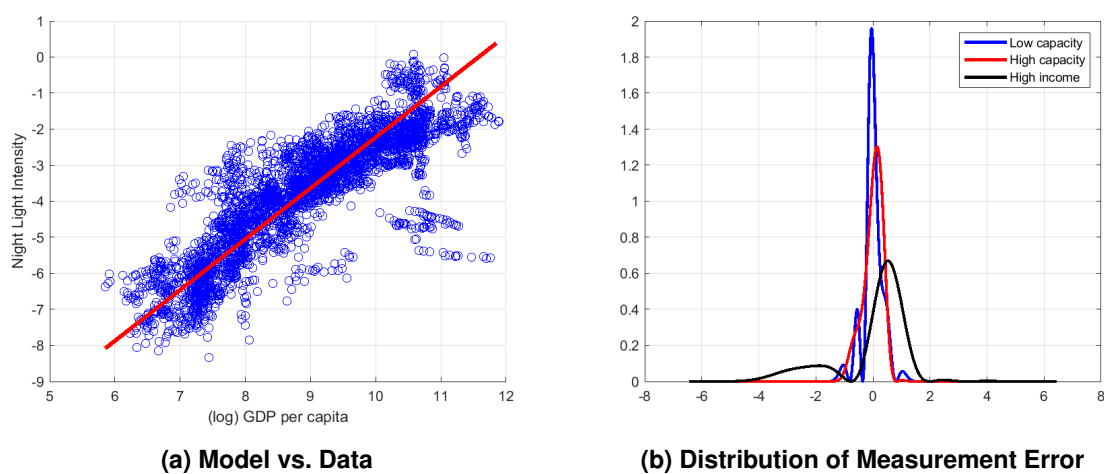 1
0
-1
-2
-3
-4
-5
-6
-7
-8
-9
Night Light Intensity
5 6 7 8 9 10 11 12
(log) GDP per capita
(a) Model vs. Data
2
1.8
1.6
1.4
1.2
1
0.8
0.6
0.4
0.2
0
Low capacity
High capacity
High income
-8 -6 -4 -2 0 2 4 6 8
(b) Distribution of Measurement Error